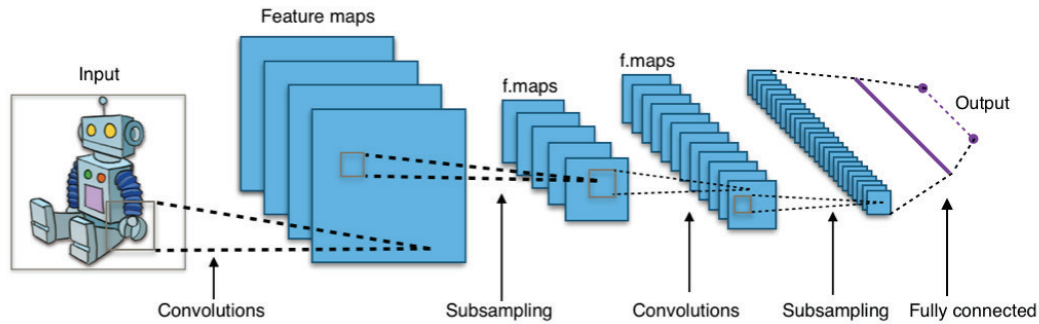 Feature maps
Input
f.maps
f.maps
Output
Convolutions
Subsampling
Convolutions
Subsampling
Fully connected